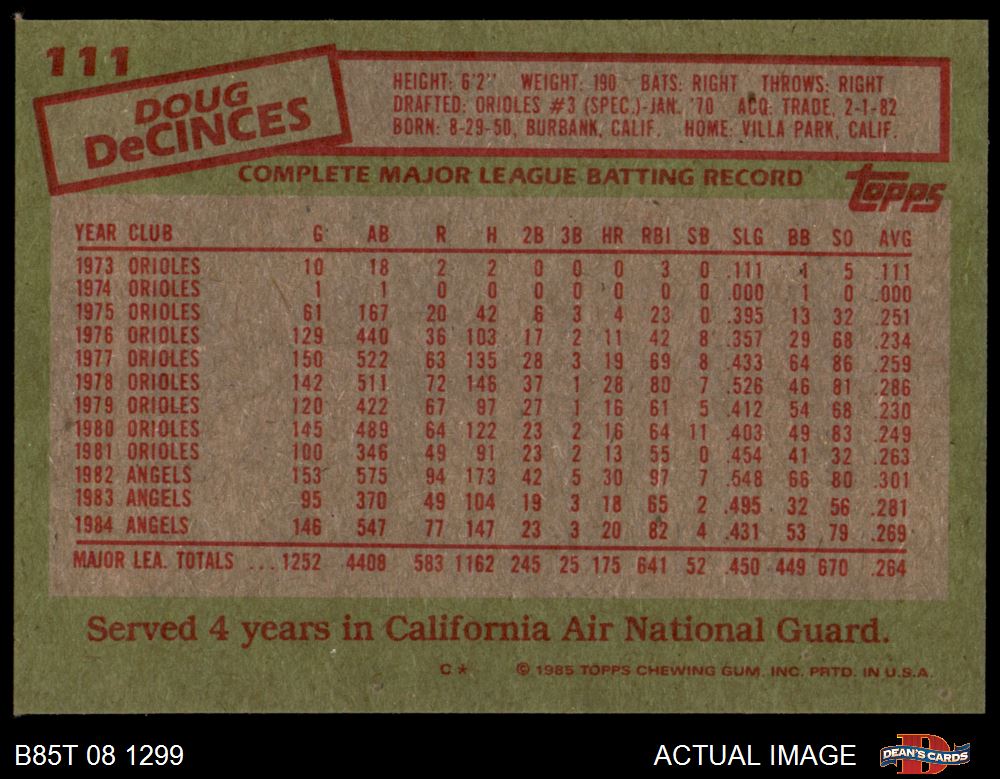 111
DOUG
DeCINCES
HEIGHT: 6'2" WEIGHT: 190 BATS: RIGHT THROWS: RIGHT
DRAFTED: ORIOLES #3 (SPEC.)-JAN. '70 ACQ: TRADE, 2-1-82
BORN: 8-29-50, BURBANK, CALIF. HOME: VILLA PARK, CALIF.
COMPLETE MAJOR LEAGUE BATTING RECORD
topps
YEAR CLUB G AB R H 2B 3B HR RBI SB SLG BB SO AVG
1973 ORIOLES 10 18 2 2 0 0 0 3 0 .111 1 5 .111
1974 ORIOLES 1 1 0 0 0 0 0 0 0 .000 1 0 .000
1975 ORIOLES 61 167 20 42 6 3 4 23 0 .395 13 32 .251
1976 ORIOLES 129 440 36 103 17 2 11 42 8 .357 29 68 .234
1977 ORIOLES 150 522 63 135 28 3 19 69 8 .433 64 86 .259
1978 ORIOLES 142 511 72 146 37 1 28 80 7 .526 46 81 .286
1979 ORIOLES 120 422 67 97 27 1 16 61 5 .412 54 68 .230
1980 ORIOLES 145 489 64 122 23 2 16 64 11 .403 49 83 .249
1981 ORIOLES 100 346 49 91 23 2 13 55 0 .454 41 32 .263
1982 ANGELS 153 575 94 173 42 5 30 97 7 .548 66 80 .301
1983 ANGELS 95 370 49 104 19 3 18 65 2 .495 32 56 .281
1984 ANGELS 146 547 77 147 23 3 20 82 4 .431 53 79 .269
MAJOR LEA. TOTALS ... 1252 4408 583 1162 245 25 175 641 52 .450 449 670 .264
Served 4 years in California Air National Guard.
C* © 1985 TOPPS CHEWING GUM, INC. PRTD. IN U.S.A.
B85T 08 1299 ACTUAL IMAGE DEAN'S CARDS